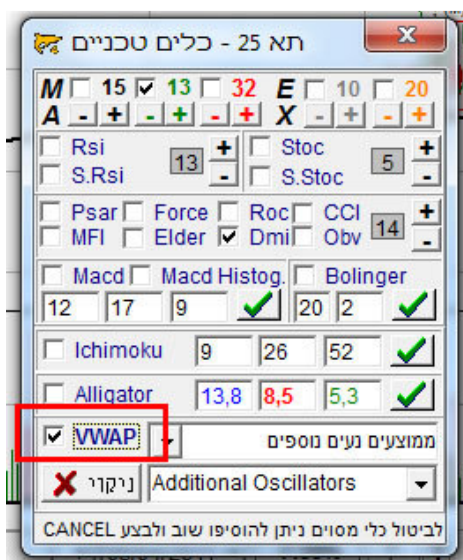 תא 25 - כלים טכניים
M 15 13 32 E 10 20
A - + - + - + X - + - +
Rsi 13 + Stoc 5 +
S.Rsi - S.Stoc -
Psar Force Roc CCI 14 +
MFI Elder Dmi Obv -
Macd Macd Histog. Bolinger
12 17 9 20 2
Ichimoku 9 26 52
Alligator 13,8 8,5 5,3
VWAP ממוצעים נעים נוספים
ניקוי Additional Oscillators
לביטול כלי מסוים ניתן להוסיפו שוב ולבצע CANCEL